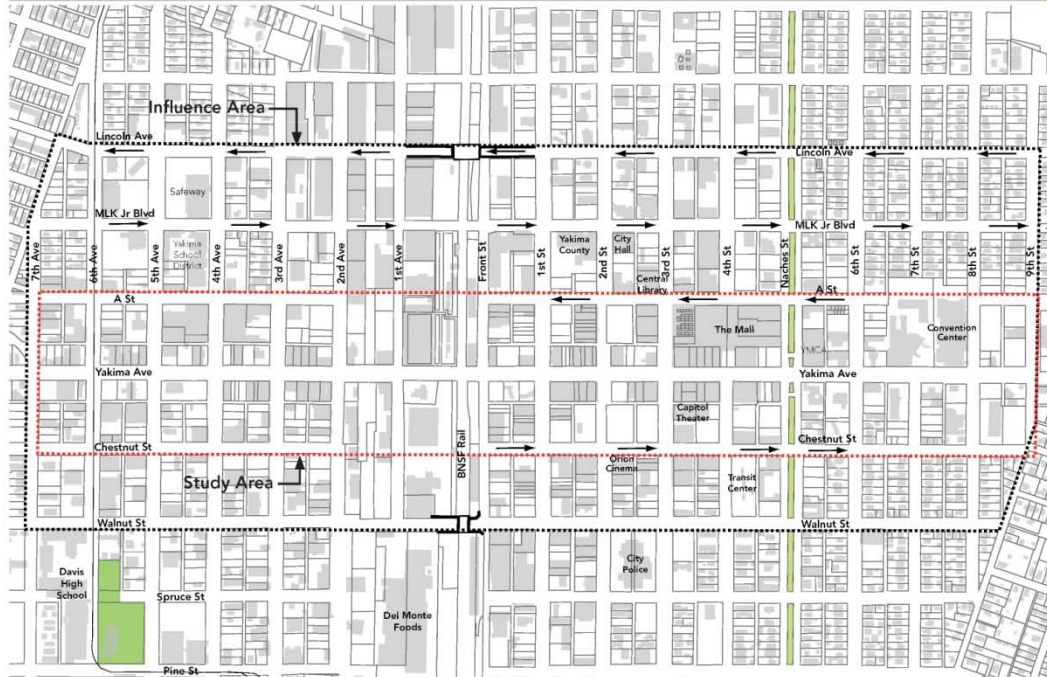 Influence Area
Lincoln Ave
Lincoln Ave
Safeway
MLK Jr Blvd
MLK Jr Blvd
7th Ave
6th Ave
5th Ave
Yakima
School
District
4th Ave
3rd Ave
2nd Ave
1st Ave
Front St
1st St
Yakima
County
2nd St
City
Hall
Central
Library
3rd St
4th St
Naches St
6th St
7th St
8th St
9th St
A St
A St
The Mall
YMCA
Convention
Center
Yakima Ave
Yakima Ave
Capitol
Theater
Chestnut St
Chestnut St
BNSF Rail
Study Area
Orion
Cinema
Transit
Center
Walnut St
Walnut St
Davis
High
School
City
Police
Spruce St
Del Monte
Foods
Pine St